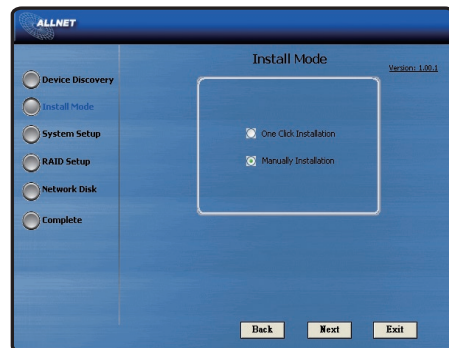 ALLNET
Install Mode
Version: 1.00.1
Device Discovery
Install Mode
System Setup
RAID Setup
Network Disk
Complete
One Click Installation
Manually Installation
Back
Next
Exit